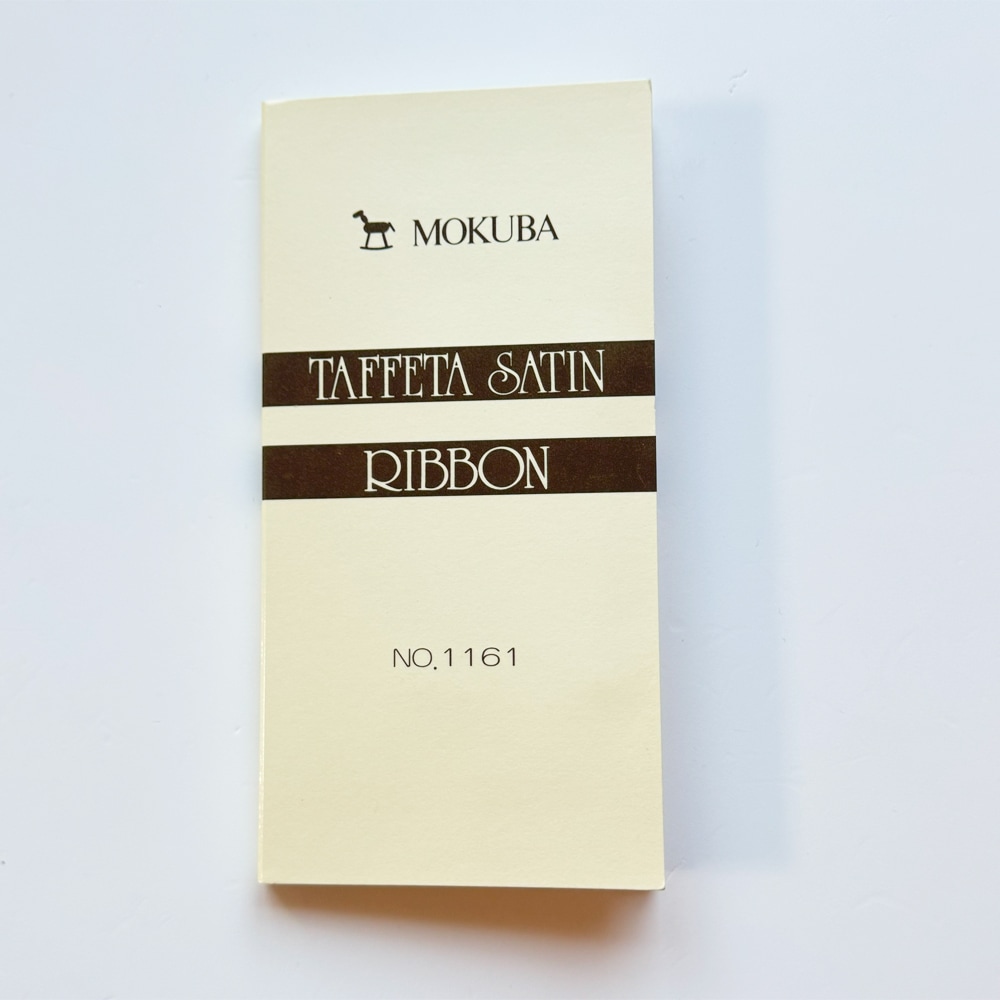 MOKUBA
TAFFETA SATIN
RIBBON
NO.1161